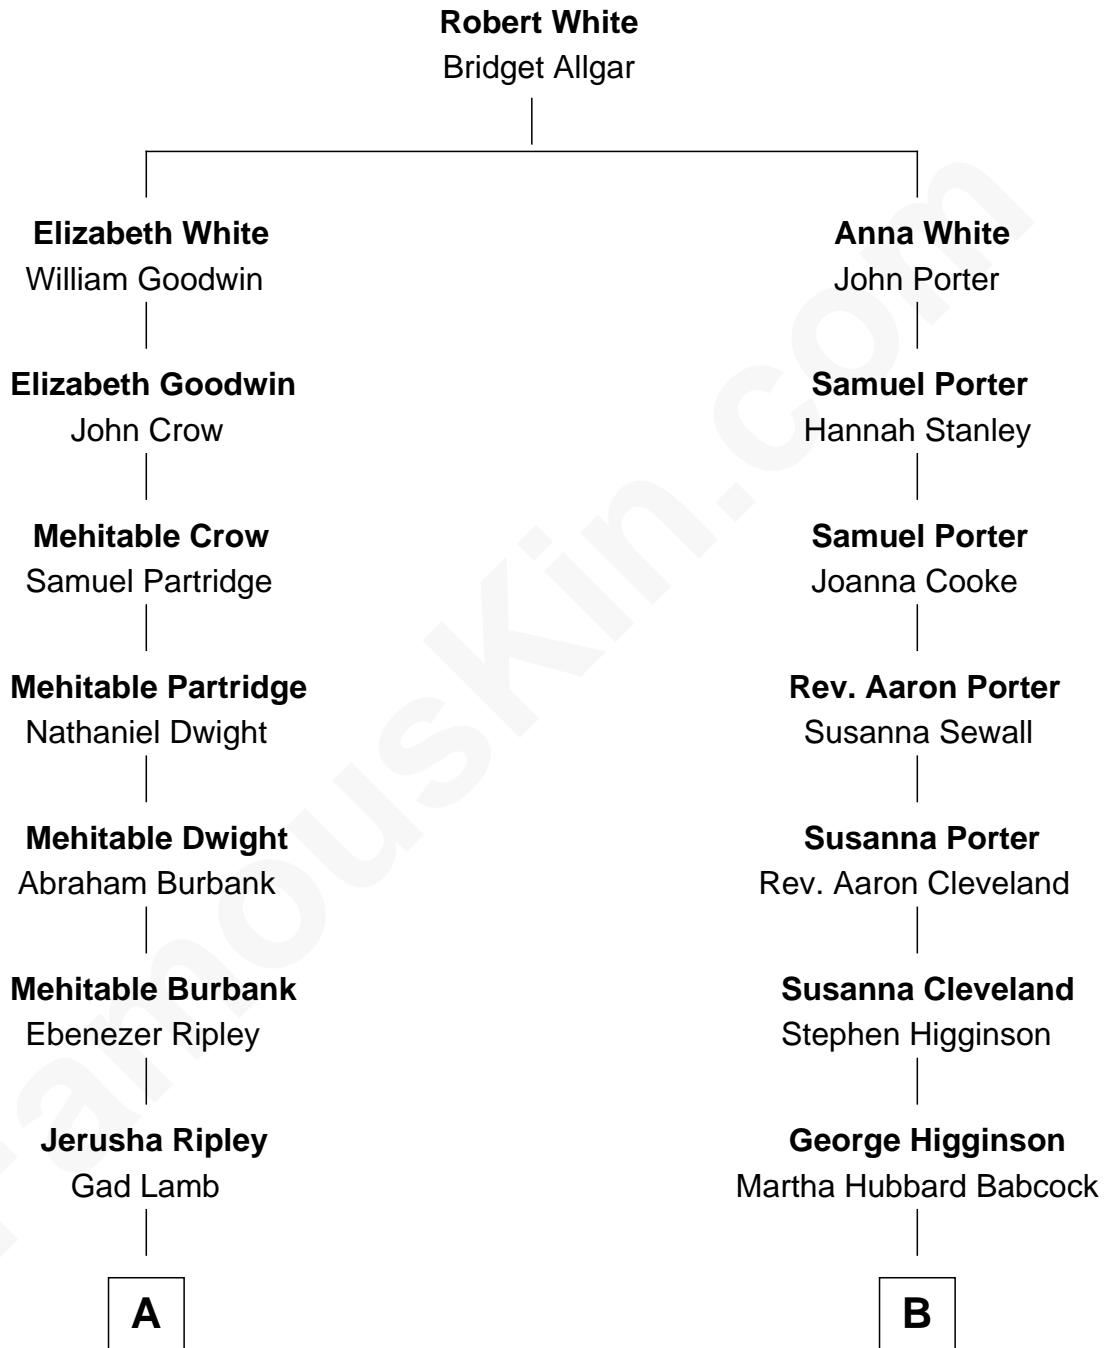 Robert White
Bridget Allgar
Elizabeth White
William Goodwin
Anna White
John Porter
Elizabeth Goodwin
John Crow
Samuel Porter
Hannah Stanley
Mehitable Crow
Samuel Partridge
Samuel Porter
Joanna Cooke
Mehitable Partridge
Nathaniel Dwight
Rev. Aaron Porter
Susanna Sewall
Mehitable Dwight
Abraham Burbank
Susanna Porter
Rev. Aaron Cleveland
Mehitable Burbank
Ebenezer Ripley
Susanna Cleveland
Stephen Higginson
Jerusha Ripley
Gad Lamb
George Higginson
Martha Hubbard Babcock
A
B
FamousKin.com